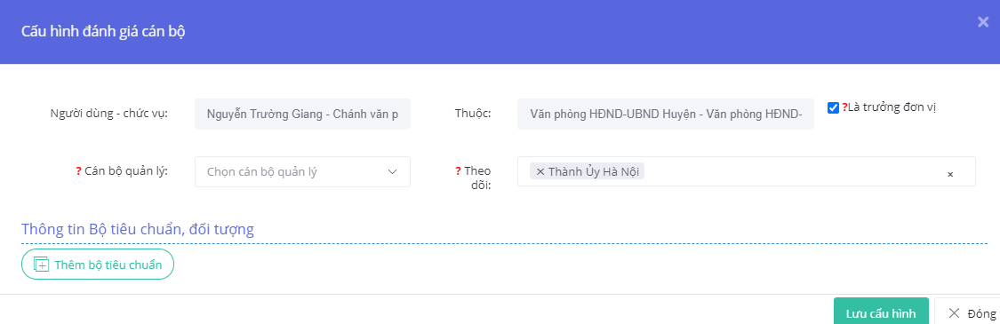 Cấu hình đánh giá cán bộ
Người dùng - chức vụ: Nguyễn Trường Giang - Chánh văn p Thuộc: Văn phòng HĐND-UBND Huyện - Văn phòng HĐND- ?Là trưởng đơn vị
? Cán bộ quản lý: Chọn cán bộ quản lý ? Theo dõi: × Thành Ủy Hà Nội ×
Thông tin Bộ tiêu chuẩn, đối tượng
Thêm bộ tiêu chuẩn
Lưu cấu hình Đóng